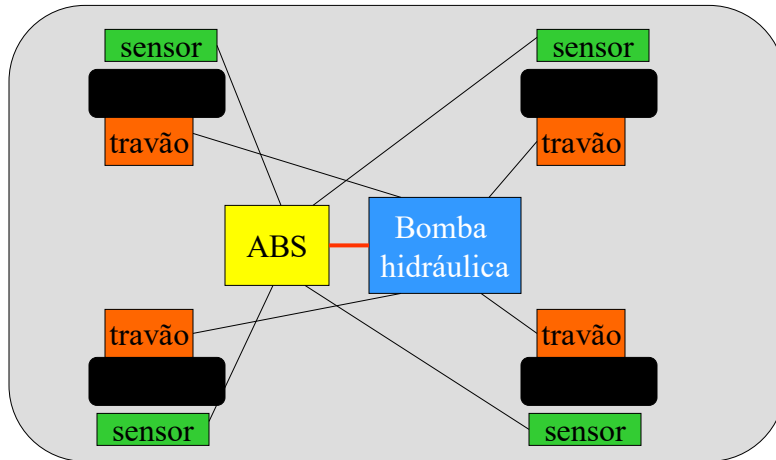 sensor
sensor
travão
travão
ABS
Bomba
hidráulica
travão
travão
sensor
sensor